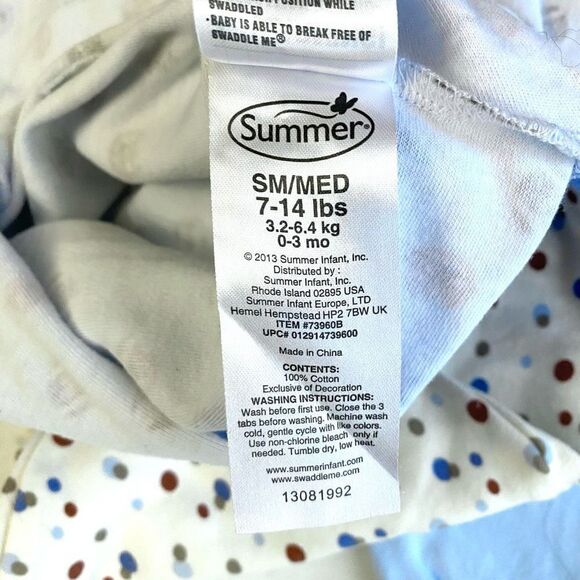 POSITION WHILE
SWADDLED
•BABY IS ABLE TO BREAK FREE OF
SWADDLE ME®
Summer®
SM/MED
7-14 lbs
3.2-6.4 kg
0-3 mo
© 2013 Summer Infant, Inc.
Distributed by :
Summer Infant, Inc.
Rhode Island 02895 USA
Summer Infant Europe, LTD
Hemel Hempstead HP2 7BW UK
ITEM #73960B
UPC# 012914739600
Made in China
CONTENTS:
100% Cotton
Exclusive of Decoration
WASHING INSTRUCTIONS:
Wash before first use. Close the 3
tabs before washing. Machine wash
cold, gentle cycle with like colors.
Use non-chlorine bleach only if
needed. Tumble dry, low heat.
www.summerinfant.com
www.swaddleme.com
13081992